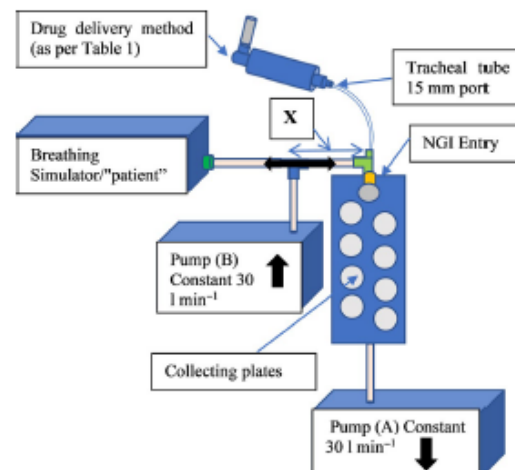 Drug delivery method
(as per Table 1)
Tracheal tube
15 mm port
X
NGI Entry
Breathing
Simulator/"patient"
Pump (B)
Constant 30
l min⁻¹
Collecting plates
Pump (A) Constant
30 l min⁻¹